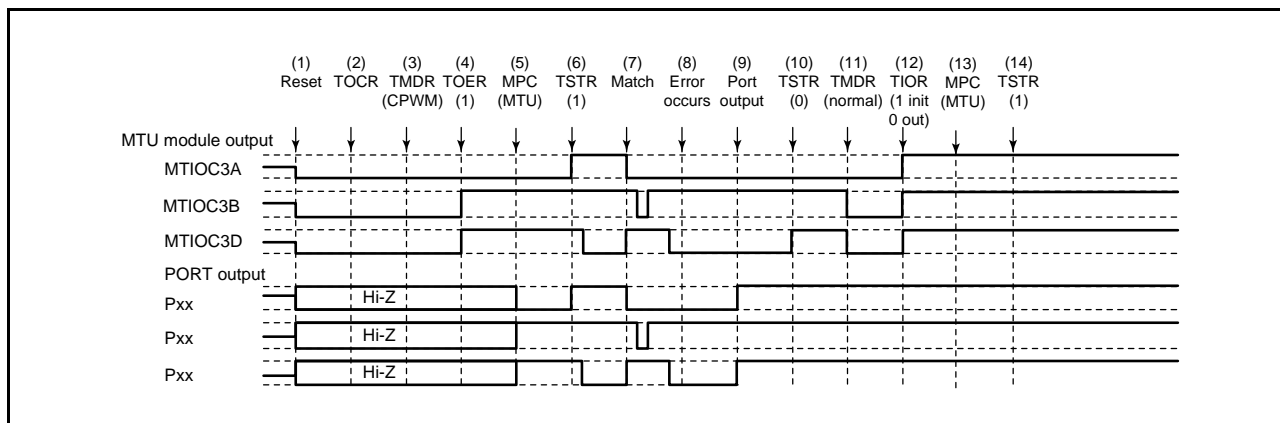 (1) (2) (3) (4) (5) (6) (7) (8) (9) (10) (11) (12) (13) (14)
Reset TOCR TMDR TOER MPC TSTR Match Error Port TSTR TMDR TIOR MPC TSTR
(CPWM) (1) (MTU) (1) occurs output (0) (normal) (1 init (MTU) (1)
0 out)
MTU module output
MTIOC3A
MTIOC3B
MTIOC3D
PORT output
Pxx Hi-Z
Pxx Hi-Z
Pxx Hi-Z